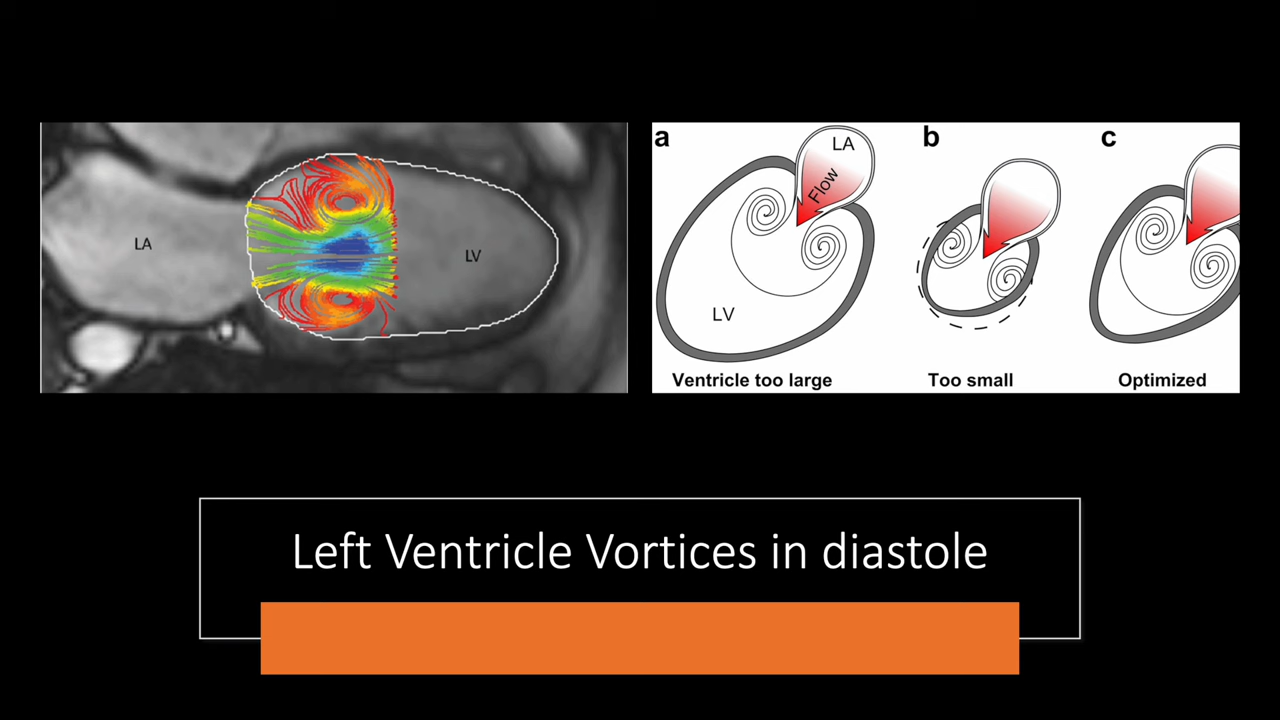 LA
LV
a
LA
Flow
LV
Ventricle too large
b
Too small
c
Optimized
Left Ventricle Vortices in diastole